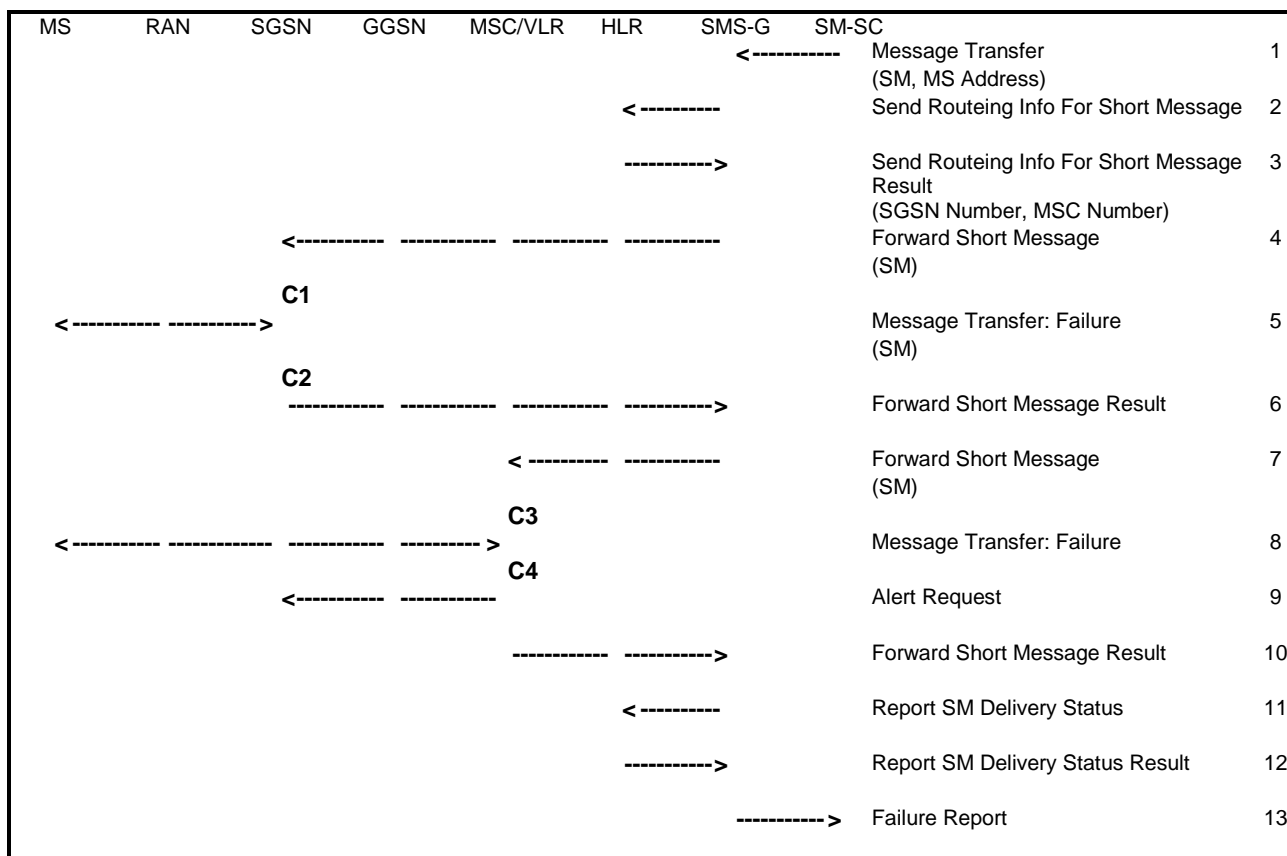 MS RAN SGSN GGSN MSC/VLR HLR SMS-G SM-SC
Message Transfer 1
(SM, MS Address)
Send Routeing Info For Short Message 2
Send Routeing Info For Short Message 3
Result
(SGSN Number, MSC Number)
Forward Short Message 4
(SM)
C1
Message Transfer: Failure 5
(SM)
C2
Forward Short Message Result 6
Forward Short Message 7
(SM)
C3
Message Transfer: Failure 8
C4
Alert Request 9
Forward Short Message Result 10
Report SM Delivery Status 11
Report SM Delivery Status Result 12
Failure Report 13